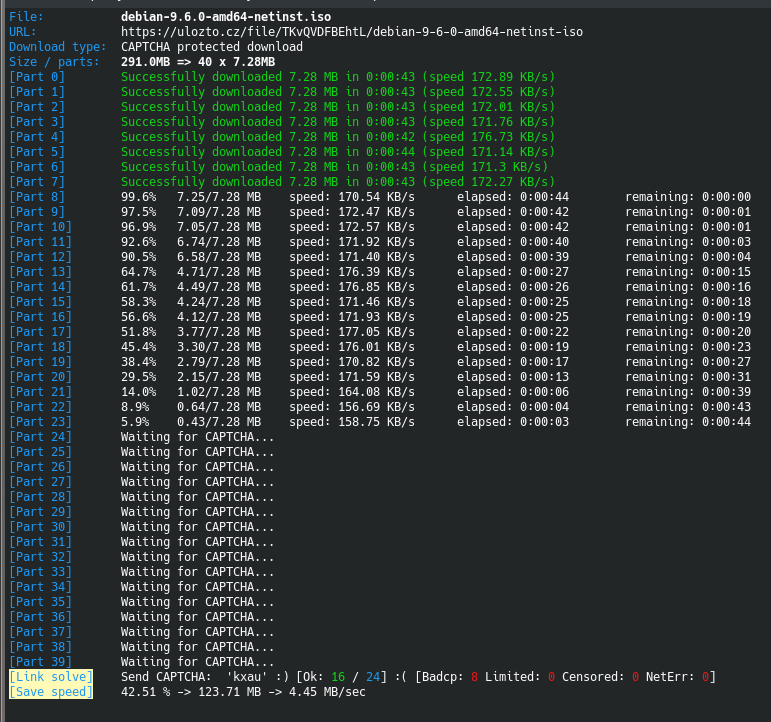 File: debian-9.6.0-amd64-netinst.iso
URL: https://ulozto.cz/file/TKvQVDFBEhtL/debian-9-6-0-amd64-netinst-iso
Download type: CAPTCHA protected download
Size / parts: 291.0MB => 40 x 7.28MB
[Part 0] Successfully downloaded 7.28 MB in 0:00:43 (speed 172.89 KB/s)
[Part 1] Successfully downloaded 7.28 MB in 0:00:43 (speed 172.55 KB/s)
[Part 2] Successfully downloaded 7.28 MB in 0:00:43 (speed 172.01 KB/s)
[Part 3] Successfully downloaded 7.28 MB in 0:00:43 (speed 171.76 KB/s)
[Part 4] Successfully downloaded 7.28 MB in 0:00:42 (speed 176.73 KB/s)
[Part 5] Successfully downloaded 7.28 MB in 0:00:44 (speed 171.14 KB/s)
[Part 6] Successfully downloaded 7.28 MB in 0:00:43 (speed 171.3 KB/s)
[Part 7] Successfully downloaded 7.28 MB in 0:00:43 (speed 172.27 KB/s)
[Part 8] 99.6% 7.25/7.28 MB speed: 170.54 KB/s elapsed: 0:00:44 remaining: 0:00:00
[Part 9] 97.5% 7.09/7.28 MB speed: 172.47 KB/s elapsed: 0:00:42 remaining: 0:00:01
[Part 10] 96.9% 7.05/7.28 MB speed: 172.57 KB/s elapsed: 0:00:42 remaining: 0:00:01
[Part 11] 92.6% 6.74/7.28 MB speed: 171.92 KB/s elapsed: 0:00:40 remaining: 0:00:03
[Part 12] 90.5% 6.58/7.28 MB speed: 171.40 KB/s elapsed: 0:00:39 remaining: 0:00:04
[Part 13] 64.7% 4.71/7.28 MB speed: 176.39 KB/s elapsed: 0:00:27 remaining: 0:00:15
[Part 14] 61.7% 4.49/7.28 MB speed: 176.85 KB/s elapsed: 0:00:26 remaining: 0:00:16
[Part 15] 58.3% 4.24/7.28 MB speed: 171.46 KB/s elapsed: 0:00:25 remaining: 0:00:18
[Part 16] 56.6% 4.12/7.28 MB speed: 171.93 KB/s elapsed: 0:00:25 remaining: 0:00:19
[Part 17] 51.8% 3.77/7.28 MB speed: 177.05 KB/s elapsed: 0:00:22 remaining: 0:00:20
[Part 18] 45.4% 3.30/7.28 MB speed: 176.01 KB/s elapsed: 0:00:19 remaining: 0:00:23
[Part 19] 38.4% 2.79/7.28 MB speed: 170.82 KB/s elapsed: 0:00:17 remaining: 0:00:27
[Part 20] 29.5% 2.15/7.28 MB speed: 171.59 KB/s elapsed: 0:00:13 remaining: 0:00:31
[Part 21] 14.0% 1.02/7.28 MB speed: 164.08 KB/s elapsed: 0:00:06 remaining: 0:00:39
[Part 22] 8.9% 0.64/7.28 MB speed: 156.69 KB/s elapsed: 0:00:04 remaining: 0:00:43
[Part 23] 5.9% 0.43/7.28 MB speed: 158.75 KB/s elapsed: 0:00:03 remaining: 0:00:44
[Part 24] Waiting for CAPTCHA...
[Part 25] Waiting for CAPTCHA...
[Part 26] Waiting for CAPTCHA...
[Part 27] Waiting for CAPTCHA...
[Part 28] Waiting for CAPTCHA...
[Part 29] Waiting for CAPTCHA...
[Part 30] Waiting for CAPTCHA...
[Part 31] Waiting for CAPTCHA...
[Part 32] Waiting for CAPTCHA...
[Part 33] Waiting for CAPTCHA...
[Part 34] Waiting for CAPTCHA...
[Part 35] Waiting for CAPTCHA...
[Part 36] Waiting for CAPTCHA...
[Part 37] Waiting for CAPTCHA...
[Part 38] Waiting for CAPTCHA...
[Part 39] Waiting for CAPTCHA...
[Link solve] Send CAPTCHA: 'kxau' :) [Ok: 16 / 24] :( [Badcp: 8 Limited: 0 Censored: 0 NetErr: 0]
[Save speed] 42.51 % -> 123.71 MB -> 4.45 MB/sec